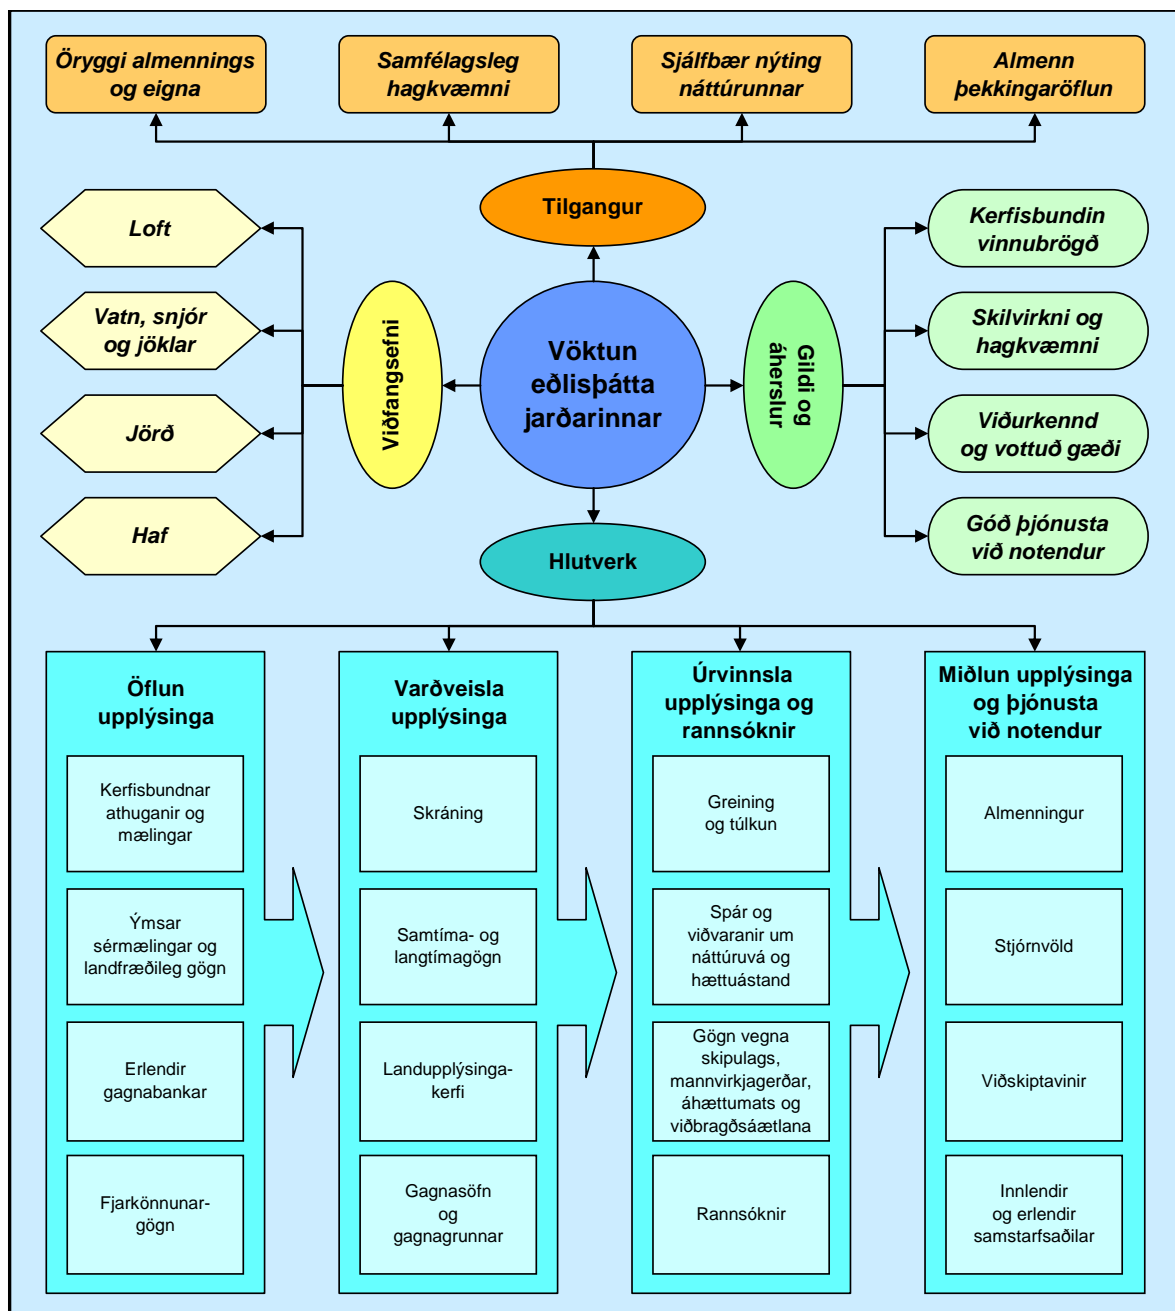 Öryggi almennings
og eigna
Samfélagsleg
hagkvæmni
Sjálfbær nýting
náttúrunnar
Almenn
þekkingaröflun
Tilgangur
Loft
Vatn, snjór
og jöklar
Jörð
Haf
Viðfangsefni
Vöktun
eðlisþátta
jarðarinnar
Gildi og
áherslur
Kerfisbundin
vinnubrögð
Skilvirkni og
hagkvæmni
Viðurkennd
og vottuð gæði
Góð þjónusta
við notendur
Hlutverk
Öflun
upplýsinga
Kerfisbundnar
athuganir og
mælingar
Ýmsar
sérmælingar og
landfræðileg gögn
Erlendir
gagnabankar
Fjarkönnunar-
gögn
Varðveisla
upplýsinga
Skráning
Samtíma- og
langtímagögn
Landupplýsinga-
kerfi
Gagnasöfn
og
gagnagrunnar
Úrvinnsla
upplýsinga og
rannsóknir
Greining
og túlkun
Spár og
viðvaranir um
náttúruvá og
hættuástand
Gögn vegna
skipulags,
mannvirkjagerðar,
áhættumats og
viðbragðsáætlana
Rannsóknir
Miðlun upplýsinga
og þjónusta
við notendur
Almenningur
Stjórnvöld
Viðskiptavinir
Innlendir
og erlendir
samstarfsaðilar